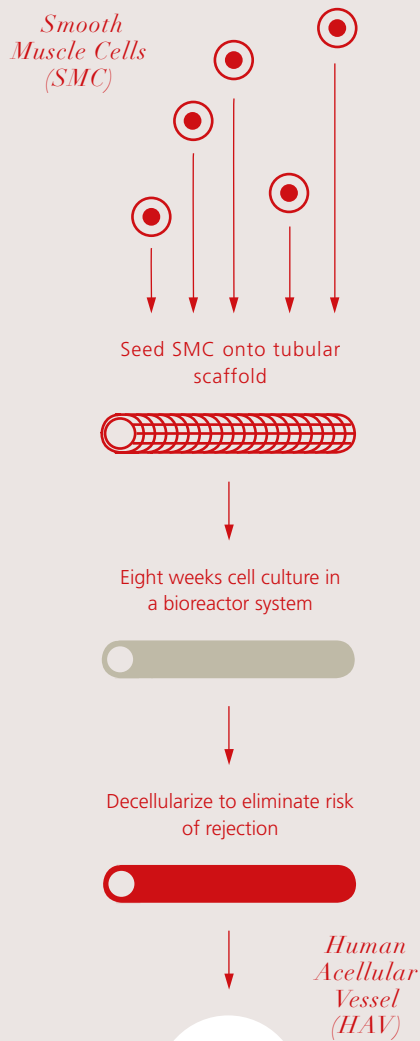 Smooth
Muscle Cells
(SMC)
Seed SMC onto tubular
scaffold
Eight weeks cell culture in
a bioreactor system
Decellularize to eliminate risk
of rejection
Human
Acellular
Vessel
(HAV)